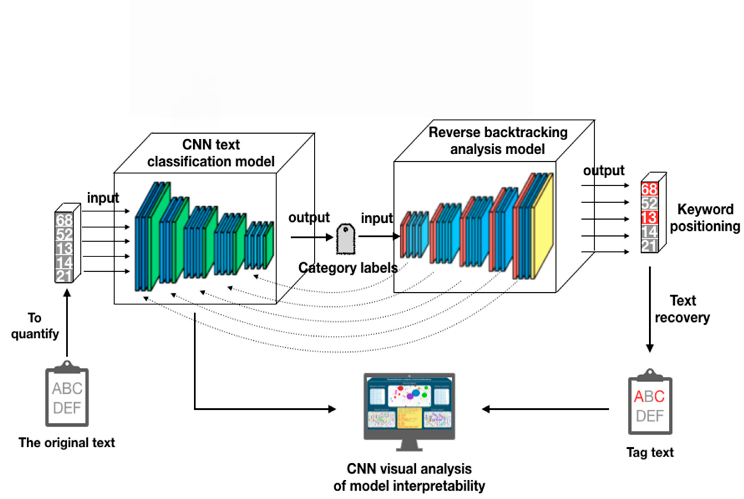 CNN text
classification model
Reverse backtracking
analysis model
input
output
input
output
68
52
13
14
21
68
52
13
14
21
Keyword
positioning
Category labels
To
quantify
Text
recovery
ABC
DEF
ABC
DEF
The original text
Tag text
CNN visual analysis
of model interpretability